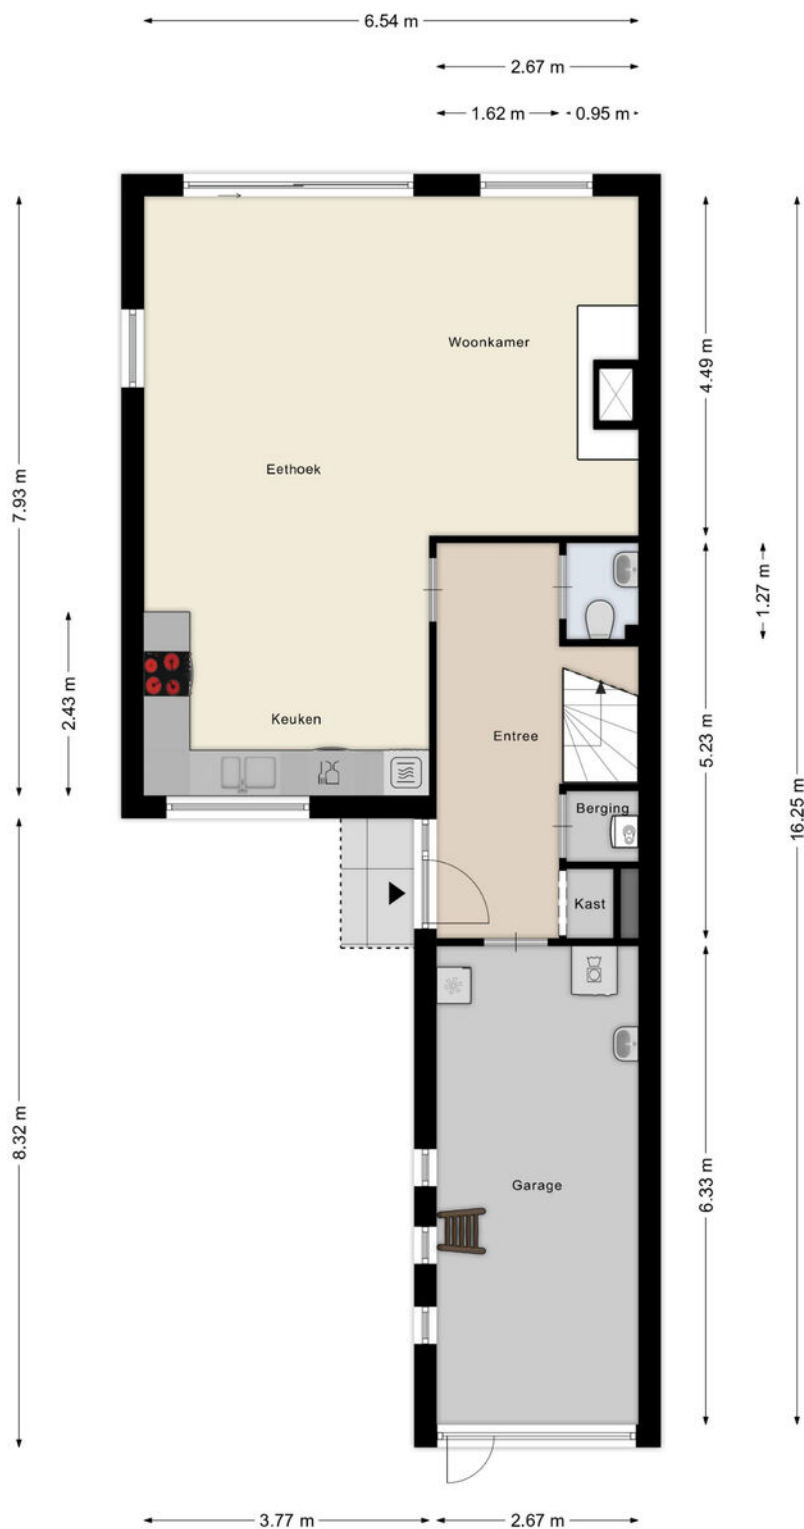 6.54 m
2.67 m
1.62 m
0.95 m
Woonkamer
4.49 m
Eethoek
7.93 m
1.27 m
2.43 m
Keuken
Entree
5.23 m
Berging
16.25 m
Kast
8.32 m
Garage
6.33 m
3.77 m
2.67 m